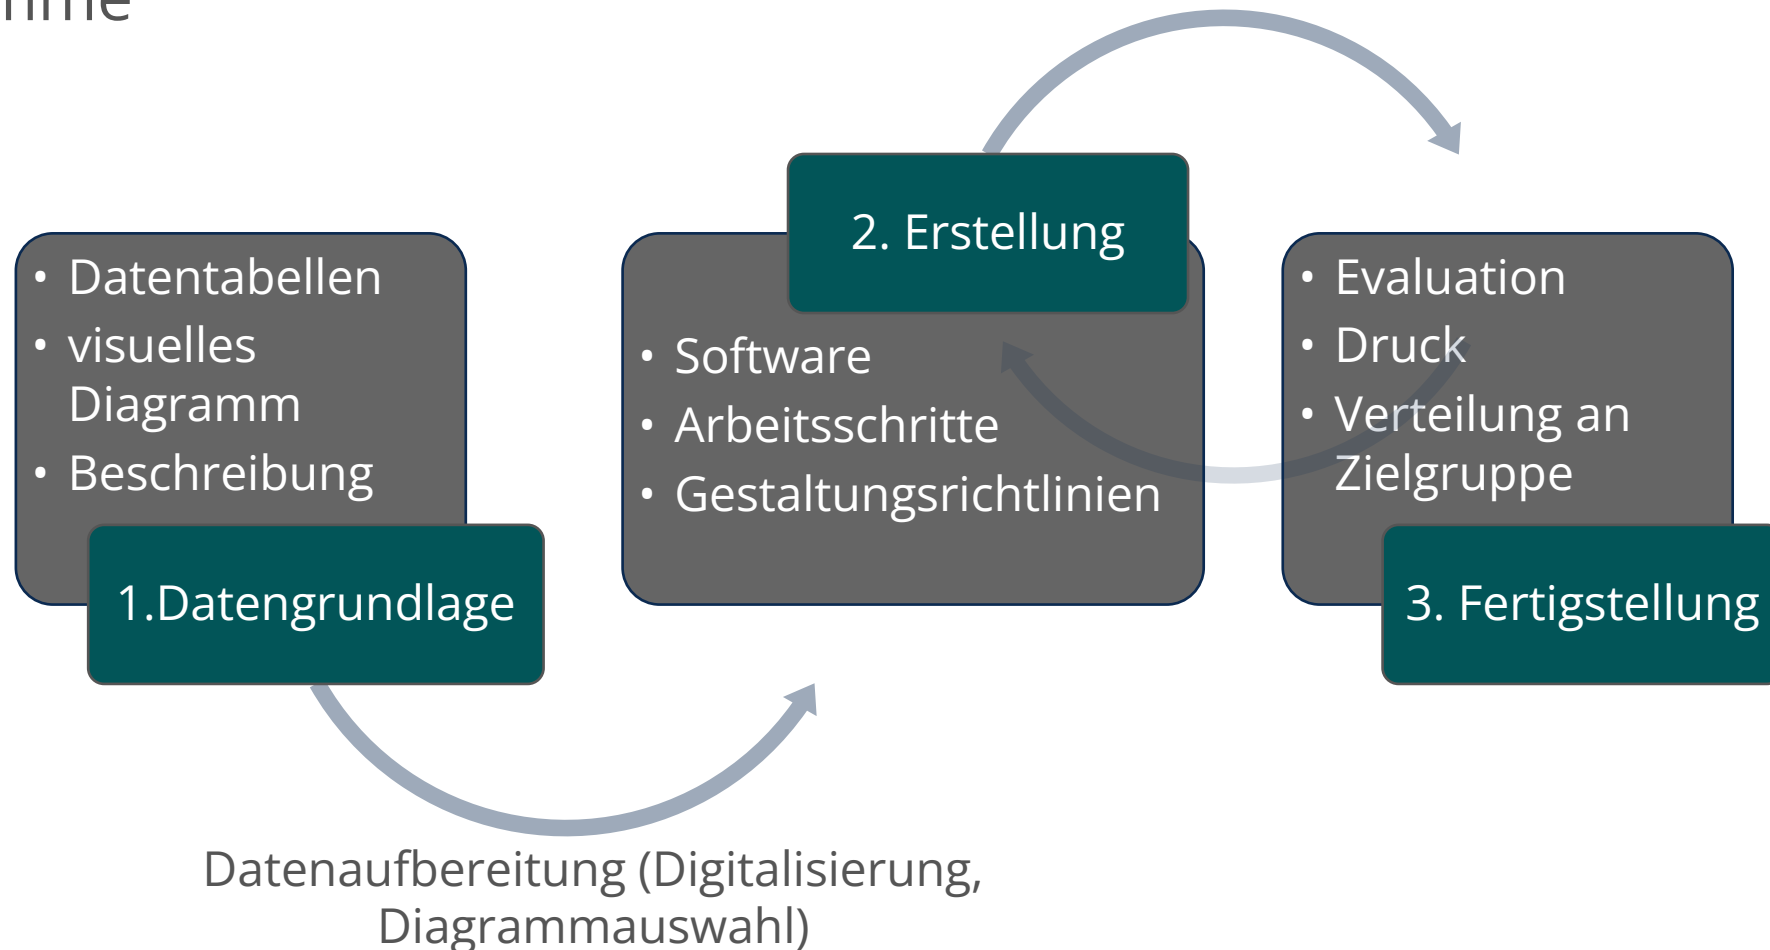 • Datentabellen
• visuelles
Diagramm
• Beschreibung
1.Datengrundlage
2. Erstellung
• Software
• Arbeitsschritte
• Gestaltungsrichtlinien
• Evaluation
• Druck
• Verteilung an
Zielgruppe
3. Fertigstellung
Datenaufbereitung (Digitalisierung,
Diagrammauswahl)